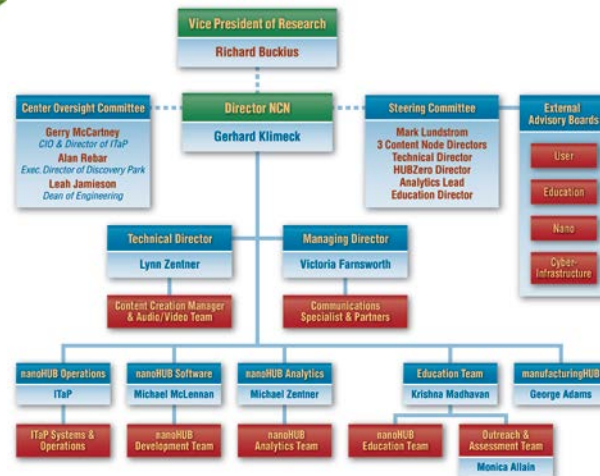 Vice President of Research
Richard Buckius
Center Oversight Committee
Gerry McCartney
CIO & Director of ITaP
Alan Rebar
Exec. Director of Discovery Park
Leah Jamieson
Dean of Engineering
Director NCN
Gerhard Klimeck
Steering Committee
Mark Lundstrom
3 Content Node Directors
Technical Director
HUBZero Director
Analytics Lead
Education Director
External
Advisory Boards
User
Education
Nano
Cyber-
Infrastructure
Technical Director
Lynn Zentner
Content Creation Manager
& Audio/Video Team
Managing Director
Victoria Farnsworth
Communications
Specialist & Partners
nanoHUB Operations
ITaP
ITaP Systems &
Operations
nanoHUB Software
Michael McLennan
nanoHUB
Development Team
nanoHUB Analytics
Michael Zentner
nanoHUB
Analytics Team
Education Team
Krishna Madhavan
nanoHUB
Education Team
Outreach &
Assessment Team
Monica Allain
manufacturingHUB
George Adams